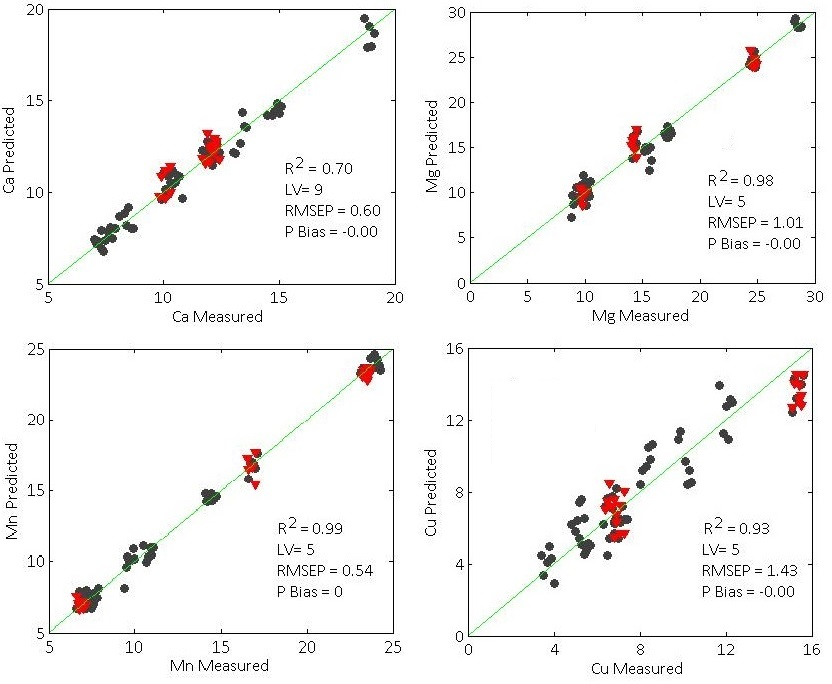 20
15
10
5
5
10
15
20
Ca Predicted
Ca Measured
R2 = 0.70
LV= 9
RMSEP = 0.60
P Bias = -0.00
30
25
20
15
10
5
0
0
5
10
15
20
25
30
Mg Predicted
Mg Measured
R2 = 0.98
LV= 5
RMSEP = 1.01
P Bias = -0.00
25
20
15
10
5
5
10
15
20
25
Mn Predicted
Mn Measured
R2 = 0.99
LV= 5
RMSEP = 0.54
P Bias = 0
16
12
8
4
0
0
4
8
12
16
Cu Predicted
Cu Measured
R2 = 0.93
LV= 5
RMSEP = 1.43
P Bias = -0.00